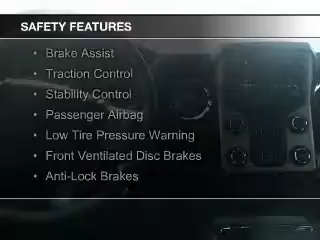 SAFETY FEATURES
• Brake Assist
• Traction Control
• Stability Control
• Passenger Airbag
• Low Tire Pressure Warning
• Front Ventilated Disc Brakes
• Anti-Lock Brakes